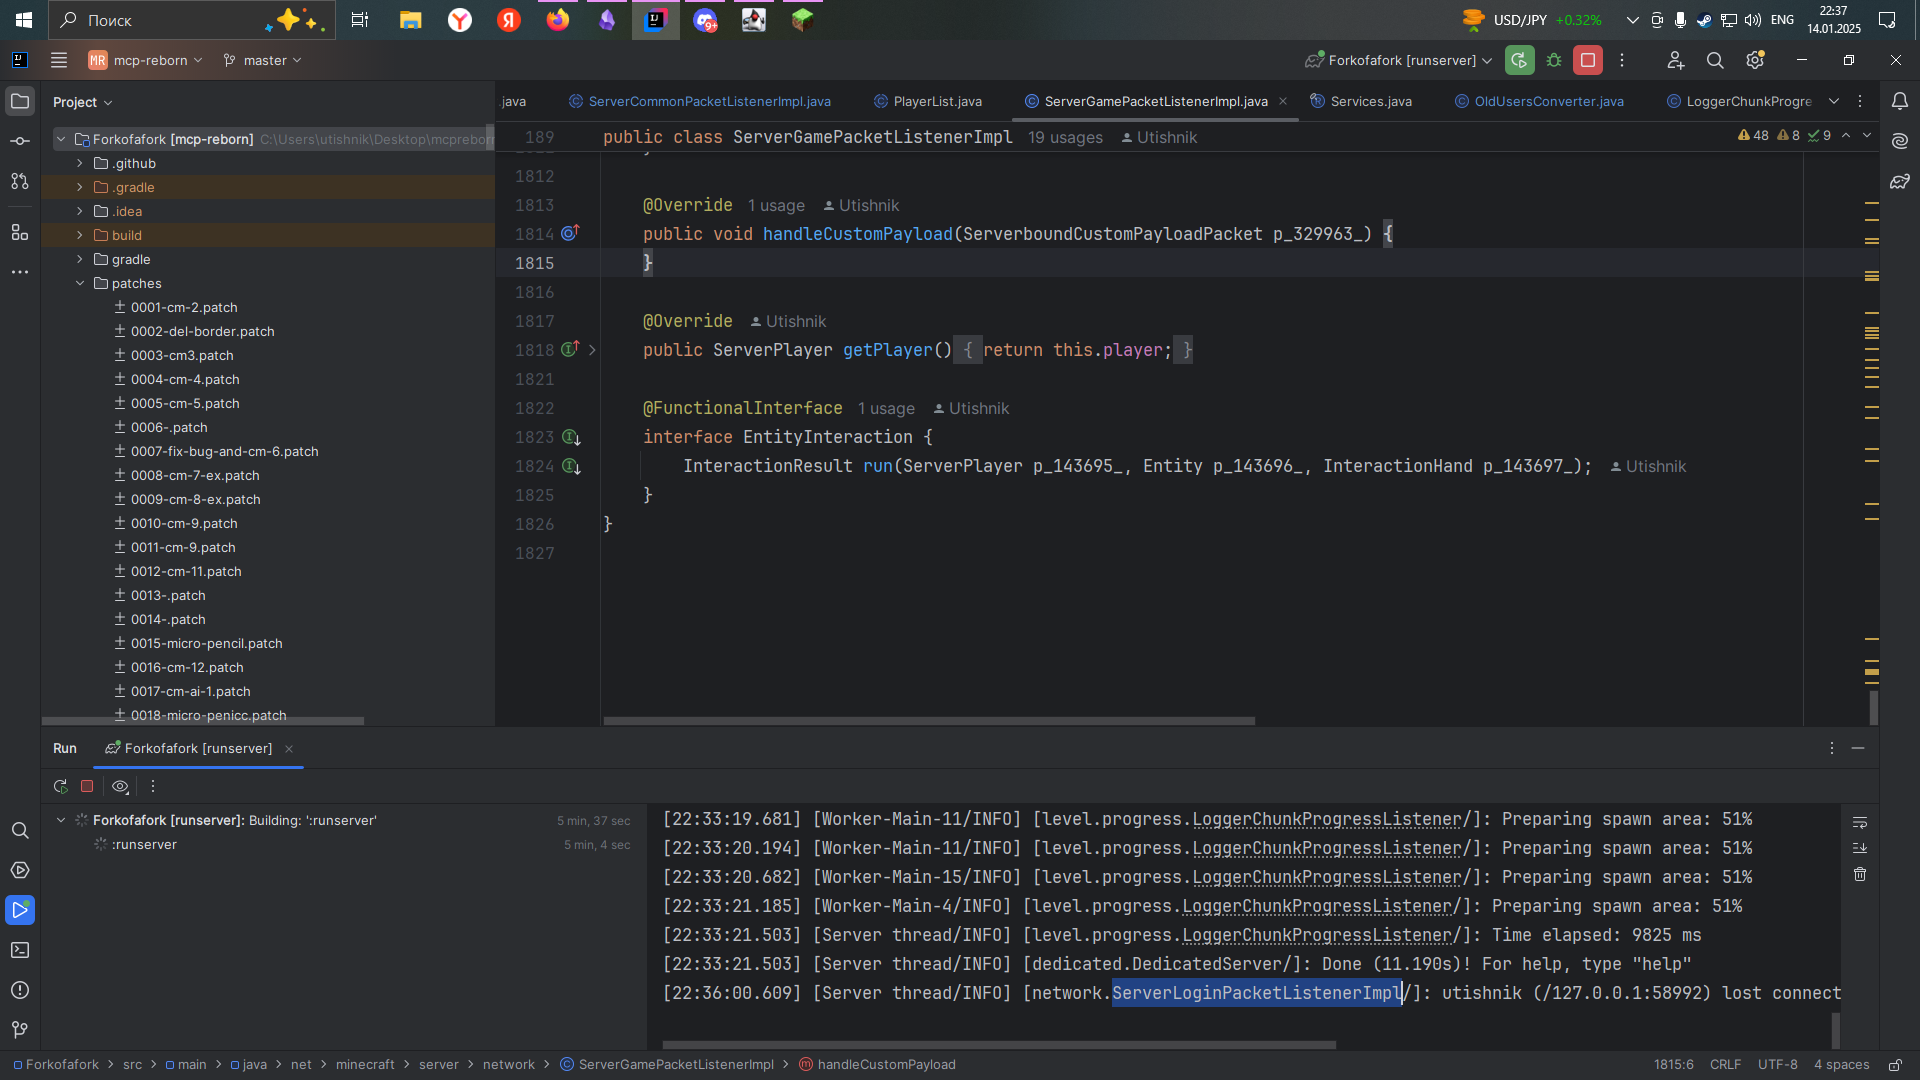 Поиск
USD/JPY +0.32%
ENG
22:37
14.01.2025
MR mcp-reborn
master
Forkofafork [runserver]
Project
.java
ServerCommonPacketListenerImpl.java
PlayerList.java
ServerGamePacketListenerImpl.java
Services.java
OldUsersConverter.java
LoggerChunkProgre
Forkofafork [mcp-reborn] C:\Users\utishnik\Desktop\mcprebor
.github
.gradle
.idea
build
gradle
patches
0001-cm-2.patch
0002-del-border.patch
0003-cm3.patch
0004-cm-4.patch
0005-cm-5.patch
0006-.patch
0007-fix-bug-and-cm-6.patch
0008-cm-7-ex.patch
0009-cm-8-ex.patch
0010-cm-9.patch
0011-cm-9.patch
0012-cm-11.patch
0013-.patch
0014-.patch
0015-micro-pencil.patch
0016-cm-12.patch
0017-cm-ai-1.patch
0018-micro-penicc.patch
189 public class ServerGamePacketListenerImpl 19 usages Utishnik
48 8 9
1812
1813 @Override 1 usage Utishnik
1814 public void handleCustomPayload(ServerboundCustomPayloadPacket p_329963_) {
1815 }
1816
1817 @Override Utishnik
1818 public ServerPlayer getPlayer() { return this.player; }
1821
1822 @FunctionalInterface 1 usage Utishnik
1823 interface EntityInteraction {
1824 InteractionResult run(ServerPlayer p_143695_, Entity p_143696_, InteractionHand p_143697_); Utishnik
1825 }
1826 }
1827
Run
Forkofafork [runserver]
Forkofafork [runserver]: Building: ':runserver' 5 min, 37 sec
:runserver 5 min, 4 sec
[22:33:19.681] [Worker-Main-11/INFO] [level.progress.LoggerChunkProgressListener/]: Preparing spawn area: 51%
[22:33:20.194] [Worker-Main-11/INFO] [level.progress.LoggerChunkProgressListener/]: Preparing spawn area: 51%
[22:33:20.682] [Worker-Main-15/INFO] [level.progress.LoggerChunkProgressListener/]: Preparing spawn area: 51%
[22:33:21.185] [Worker-Main-4/INFO] [level.progress.LoggerChunkProgressListener/]: Preparing spawn area: 51%
[22:33:21.503] [Server thread/INFO] [level.progress.LoggerChunkProgressListener/]: Time elapsed: 9825 ms
[22:33:21.503] [Server thread/INFO] [dedicated.DedicatedServer/]: Done (11.190s)! For help, type "help"
[22:36:00.609] [Server thread/INFO] [network.ServerLoginPacketListenerImpl/]: utishnik (/127.0.0.1:58992) lost connect
Forkofafork > src > main > java > net > minecraft > server > network > ServerGamePacketListenerImpl > handleCustomPayload
1815:6 CRLF UTF-8 4 spaces